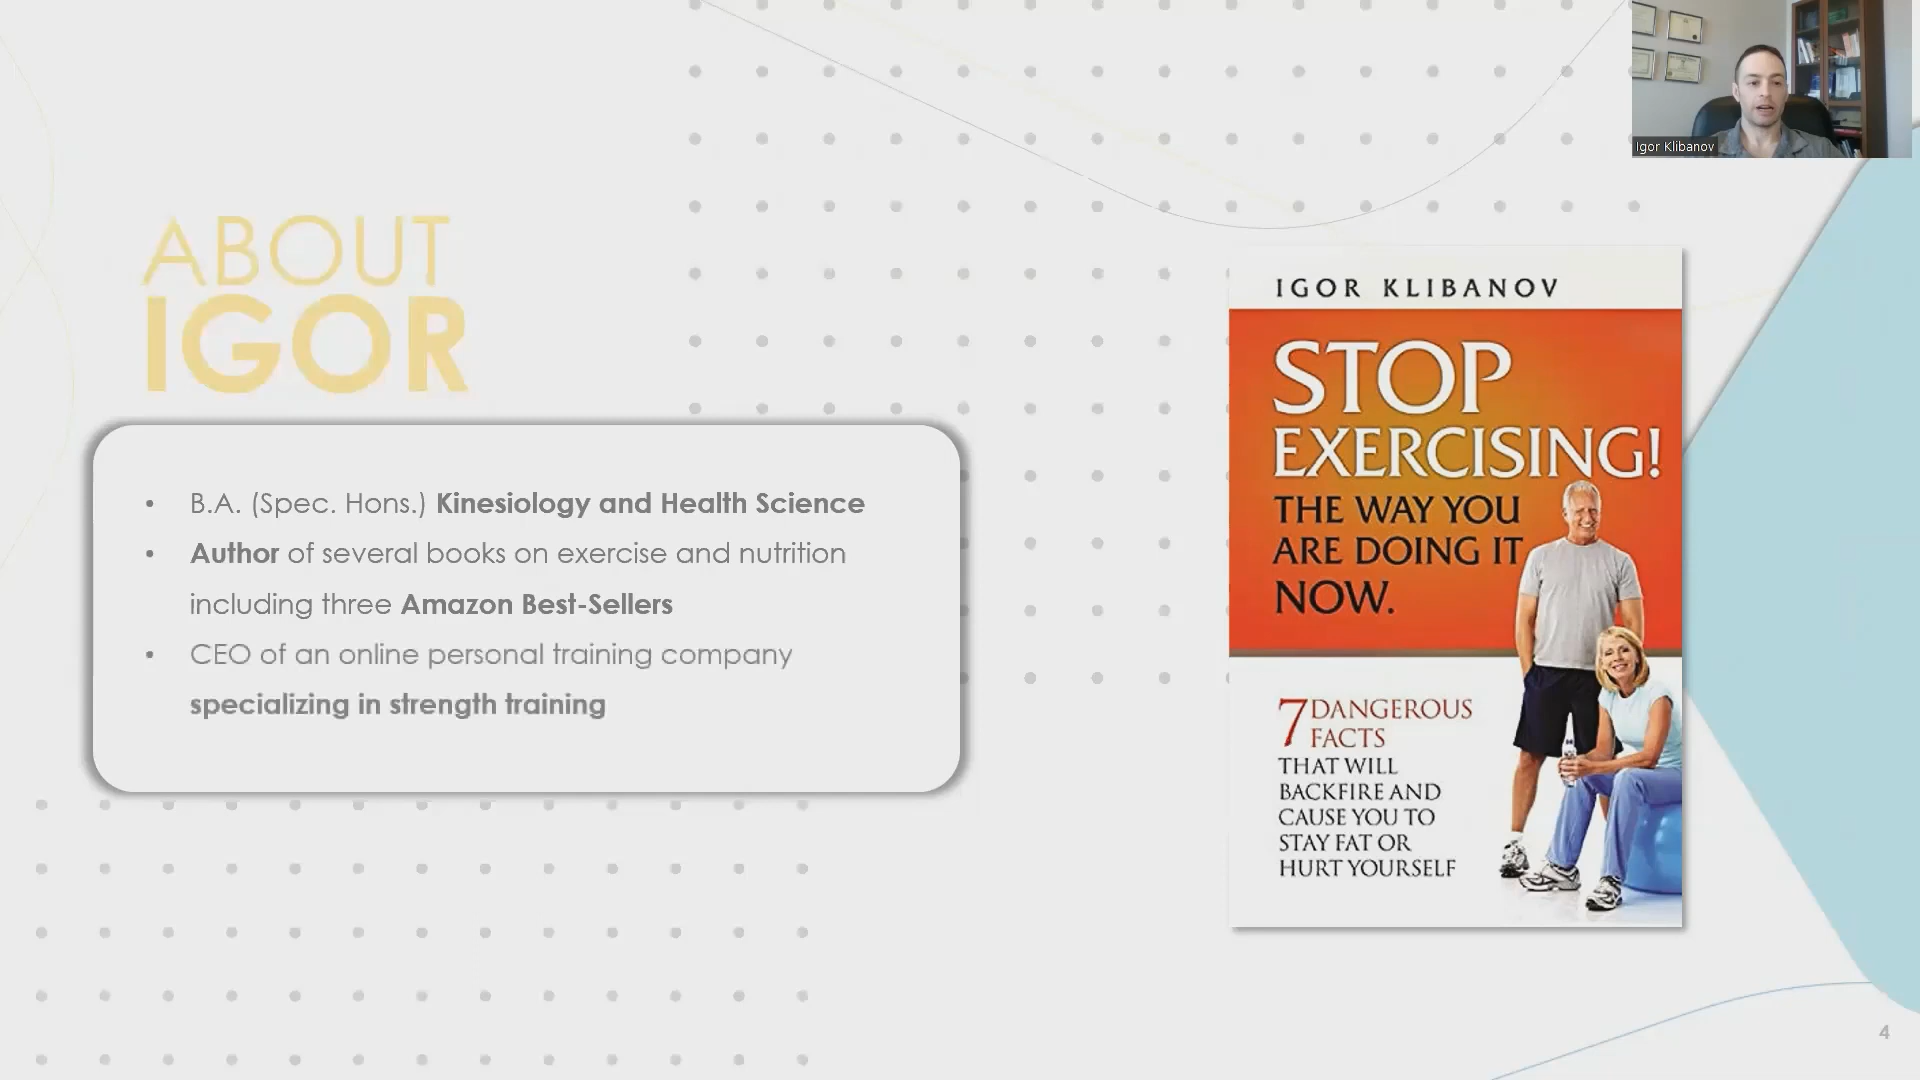 Igor Klibanov
ABOUT
IGOR
• B.A. (Spec. Hons.) Kinesiology and Health Science
• Author of several books on exercise and nutrition
including three Amazon Best-Sellers
• CEO of an online personal training company
specializing in strength training
IGOR KLIBANOV
STOP
EXERCISING!
THE WAY YOU
ARE DOING IT
NOW.
7 DANGEROUS
FACTS
THAT WILL
BACKFIRE AND
CAUSE YOU TO
STAY FAT OR
HURT YOURSELF
4